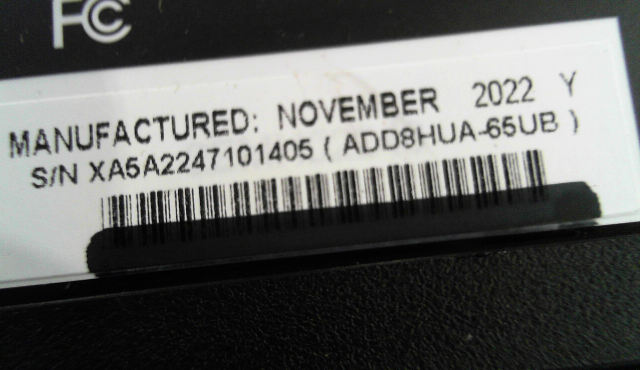 FC
MANUFACTURED: NOVEMBER 2022 Y
S/N XA5A2247101405 ( ADD8HUA-65UB )